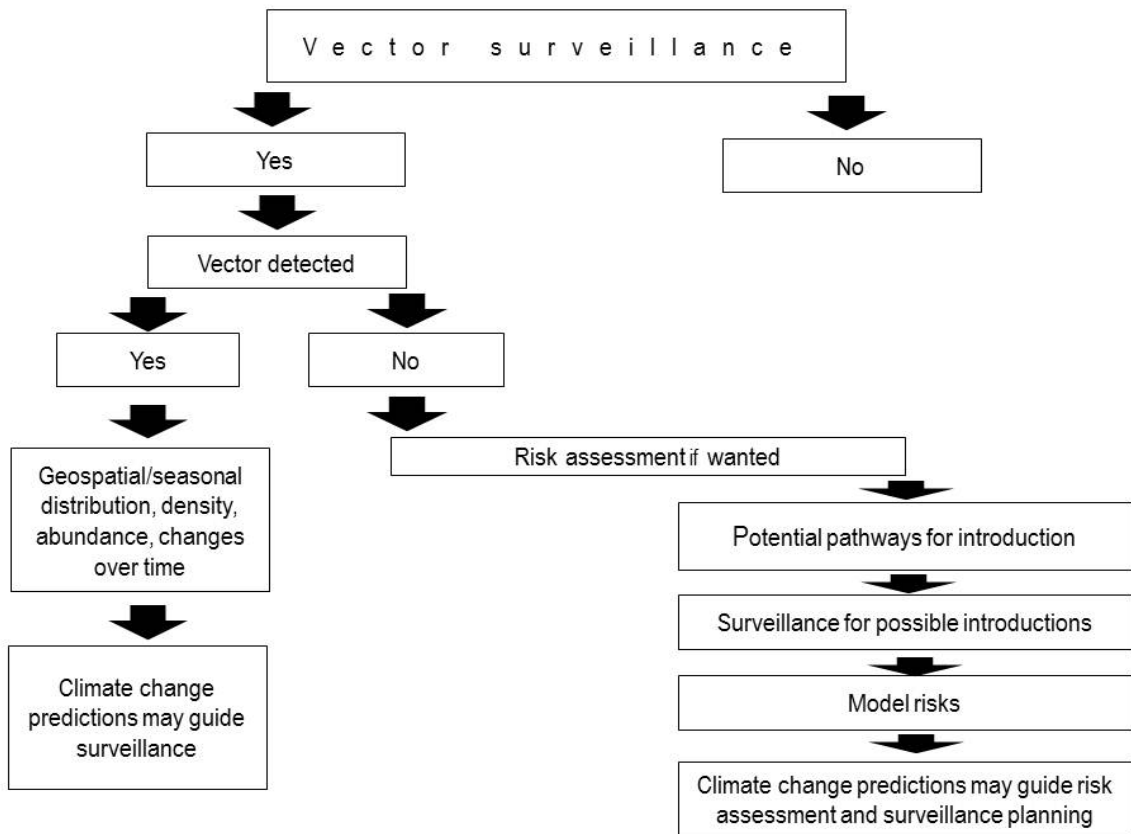 Vector surveillance
Yes
No
Vector detected
Yes
No
Geospatial/seasonal
distribution, density,
abundance, changes
over time
Risk assessment if wanted
Potential pathways for introduction
Surveillance for possible introductions
Climate change
predictions may guide
surveillance
Model risks
Climate change predictions may guide risk
assessment and surveillance planning